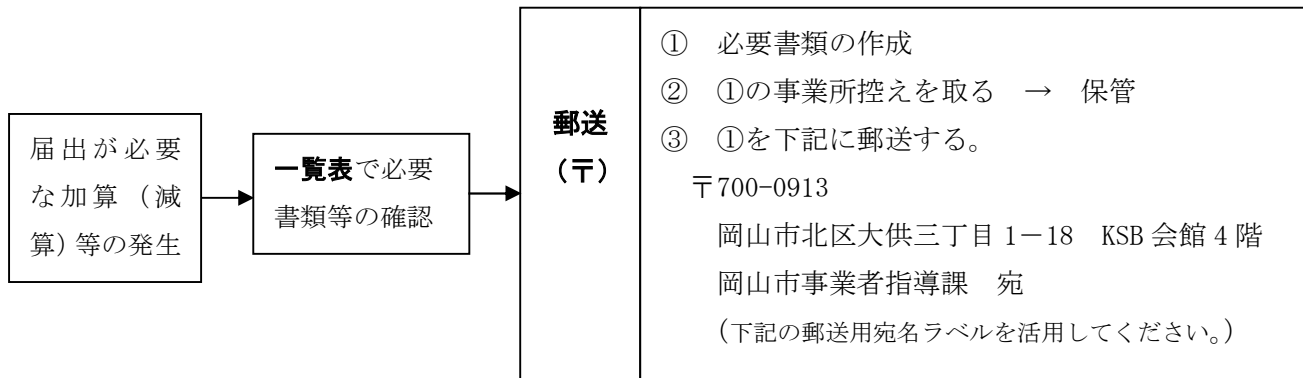 届出が必要
な加算（減
算）等の発生
一覧表で必要
書類等の確認
郵送
（〒）
①　必要書類の作成
②　①の事業所控えを取る　→　保管
③　①を下記に郵送する。
〒700-0913
岡山市北区大供三丁目1－18　KSB会館4階
岡山市事業者指導課　宛
(下記の郵送用宛名ラベルを活用してください。)